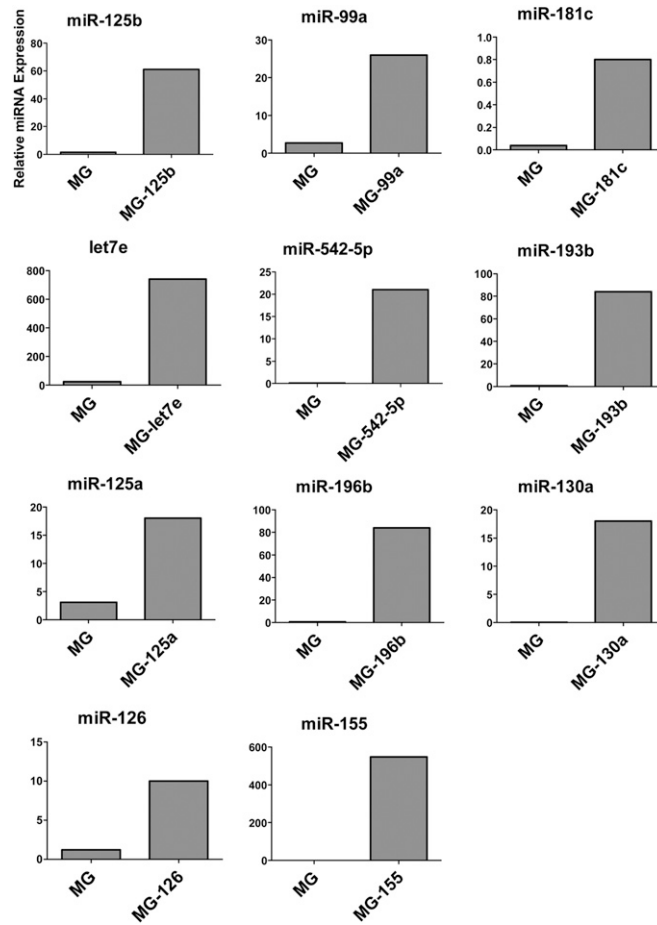 miR-125b
Relative miRNA Expression
80
60
40
20
0
MG
MG-125b
miR-99a
30
20
10
0
MG
MG-99a
miR-181c
1.0
0.8
0.6
0.4
0.2
0.0
MG
MG-181c
let7e
800
600
400
200
0
MG
MG-let7e
miR-542-5p
25
20
15
10
5
0
MG
MG-542-5p
miR-193b
100
80
60
40
20
0
MG
MG-193b
miR-125a
20
15
10
5
0
MG
MG-125a
miR-196b
100
80
60
40
20
0
MG
MG-196b
miR-130a
20
15
10
5
0
MG
MG-130a
miR-126
15
10
5
0
MG
MG-126
miR-155
600
400
200
0
MG
MG-155